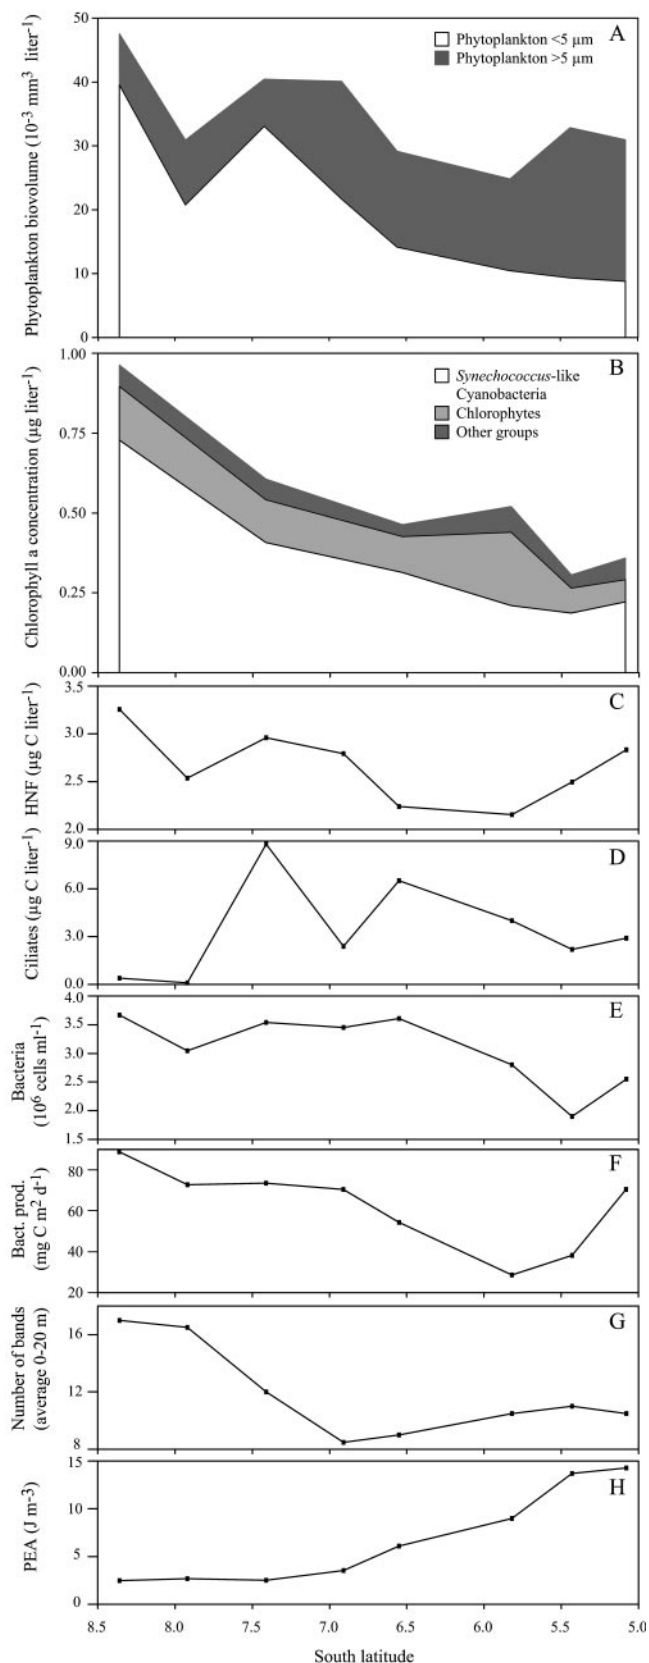 A
Phytoplankton <5 µm
Phytoplankton >5 µm
Phytoplankton biovolume (10-3 mm3 liter-1)
50
40
30
20
10
0
B
Synechococcus-like
Cyanobacteria
Chlorophytes
Other groups
Chlorophyll a concentration (µg liter-1)
1.00
0.75
0.50
0.25
0.00
C
HNF (µg C liter-1)
3.5
3.0
2.5
2.0
D
Ciliates (µg C liter-1)
9.0
6.0
3.0
0.0
E
Bacteria
(106 cells ml-1)
4.0
3.5
3.0
2.5
2.0
1.5
F
Bact. prod.
(mg C m2 d-1)
80
60
40
20
G
Number of bands
(average 0-20 m)
16
12
8
H
PEA (J m-3)
15
10
5
0
8.5 8.0 7.5 7.0 6.5 6.0 5.5 5.0
South latitude